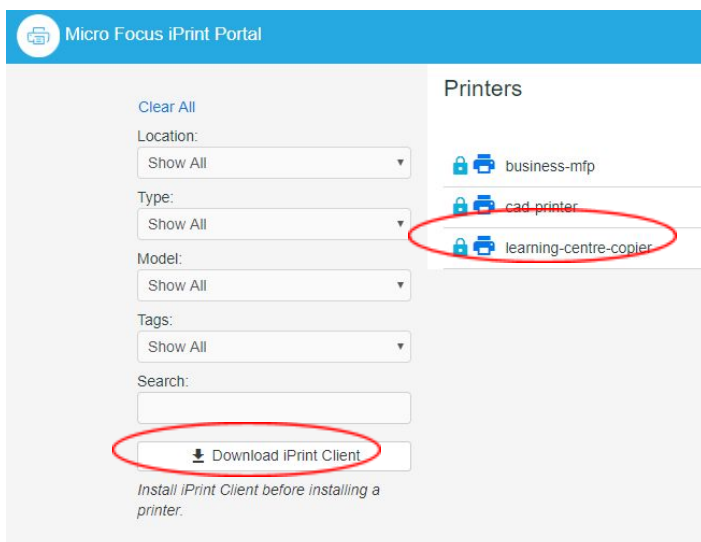 Micro Focus iPrint Portal
Clear All
Location:
Show All
Type:
Show All
Model:
Show All
Tags:
Show All
Search:
Download iPrint Client
Install iPrint Client before installing a
printer.
Printers
business-mfp
cad-printer
learning-centre-copier